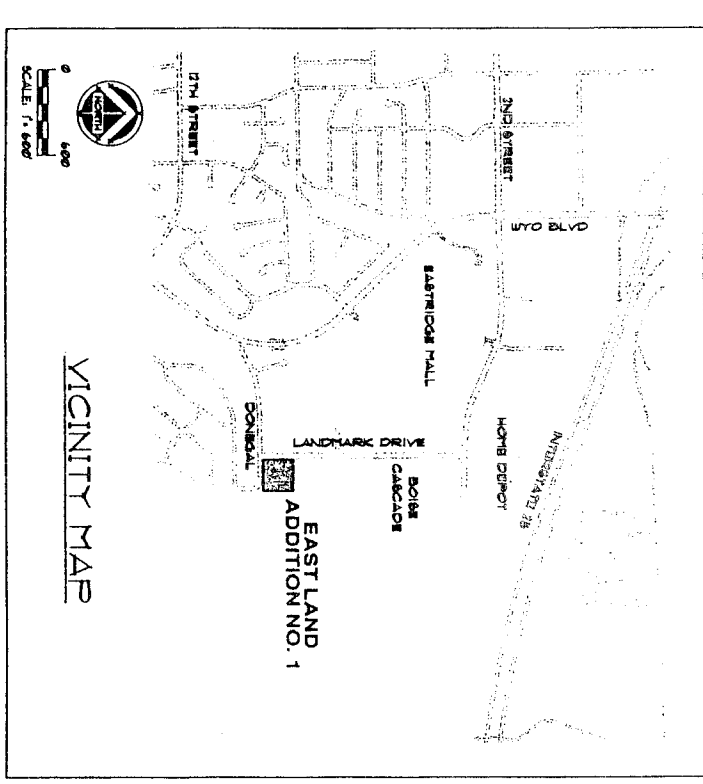 0 600
SCALE: 1"= 600'
NORTH
12TH STREET
2ND STREET
WYO BLVD
EASTRIDGE MALL
DONEGAL
LANDMARK DRIVE
BOISE
CASCADE
HOME DEPOT
INTERSTATE 25
EAST LAND
ADDITION NO. 1
VICINITY MAP